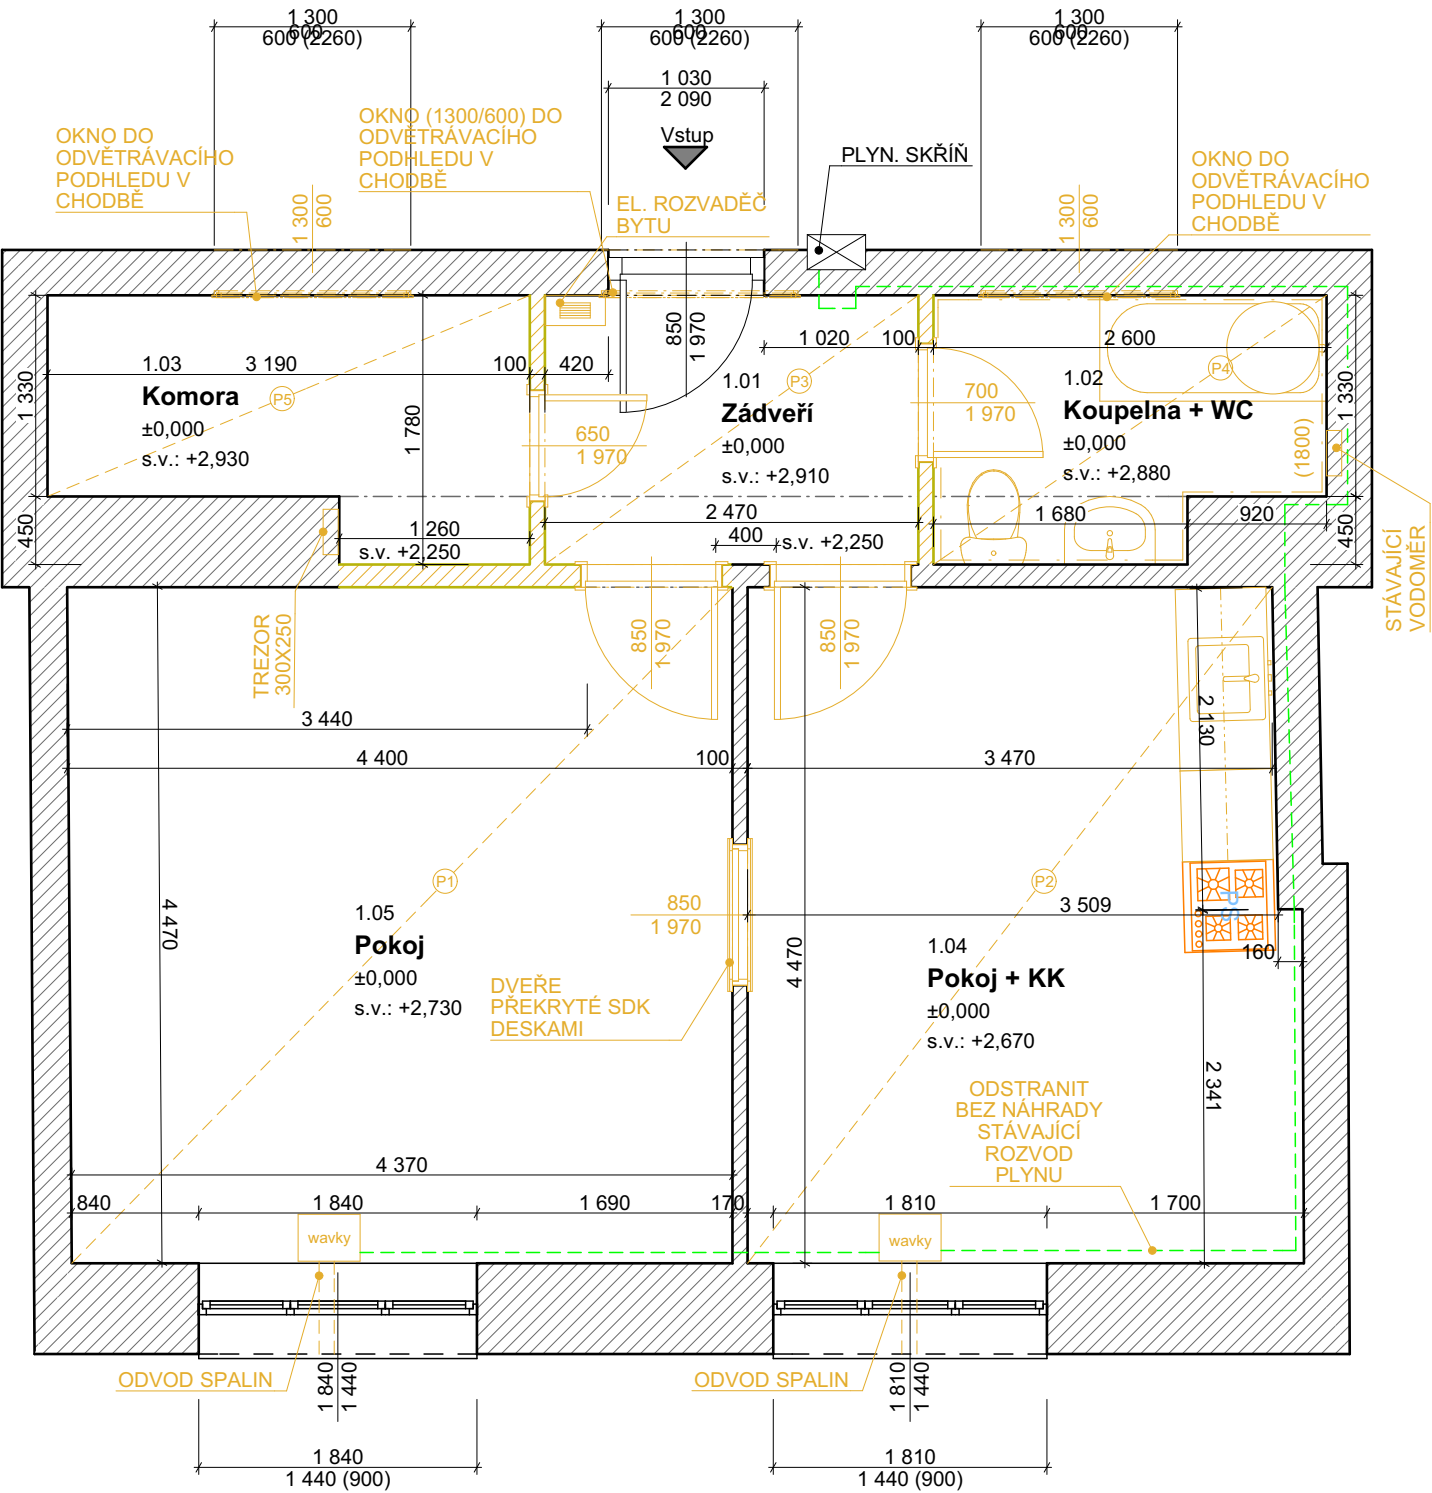 1 300
600
600 (2260)
1 300
600
600 (2260)
1 300
600
600 (2260)
1 030
2 090
Vstup
OKNO DO
ODVĚTRÁVACÍHO
PODHLEDU V
CHODBĚ
OKNO (1300/600) DO
ODVĚTRÁVACÍHO
PODHLEDU V
CHODBĚ
EL. ROZVADĚČ
BYTU
PLYN. SKŘÍŇ
OKNO DO
ODVĚTRÁVACÍHO
PODHLEDU V
CHODBĚ
1 300
600
1 300
600
850
1 970
1.03
3 190
100
420
Komora
±0,000
s.v.: +2,930
P5
1 330
450
1 780
1 260
s.v. +2,250
650
1 970
1 020
100
1.01
P3
Zádveří
±0,000
s.v.: +2,910
2 470
400
s.v. +2,250
700
1 970
2 600
1.02
P4
Koupelna + WC
±0,000
s.v.: +2,880
(1800)
1 330
450
1 680
920
STÁVAJÍCÍ
VODOMĚR
TREZOR
300X250
850
1 970
850
1 970
3 440
4 400
100
3 470
2 130
P1
1.05
Pokoj
±0,000
s.v.: +2,730
4 470
850
1 970
DVEŘE
PŘEKRYTÉ SDK
DESKAMI
P2
PS
3 509
160
1.04
Pokoj + KK
±0,000
s.v.: +2,670
4 470
2 341
ODSTRANIT
BEZ NÁHRADY
STÁVAJÍCÍ
ROZVOD
PLYNU
4 370
840
1 840
1 690
170
1 810
1 700
wavky
wavky
ODVOD SPALIN
1 840
1 440
ODVOD SPALIN
1 810
1 440
1 840
1 440 (900)
1 810
1 440 (900)